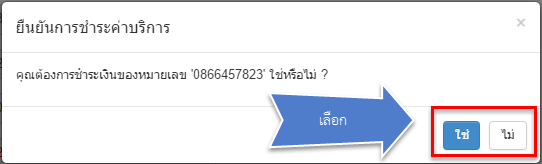 ยืนยันการชำระค่าบริการ ×
คุณต้องการชำระเงินของหมายเลข '0866457823' ใช่หรือไม่ ?
เลือก
ใช่ ไม่